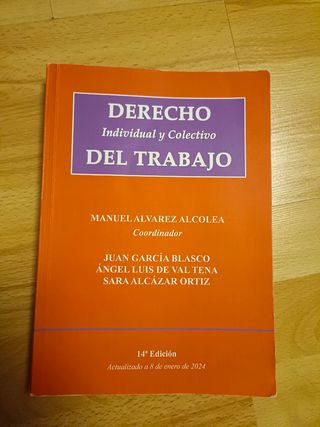 DERECHO
Individual y Colectivo
DEL TRABAJO
MANUEL ALVAREZ ALCOLEA
Coordinador
JUAN GARCÍA BLASCO
ÁNGEL LUIS DE VAL TENA
SARA ALCÁZAR ORTIZ
14ª Edición
Actualizado a 8 de enero de 2024